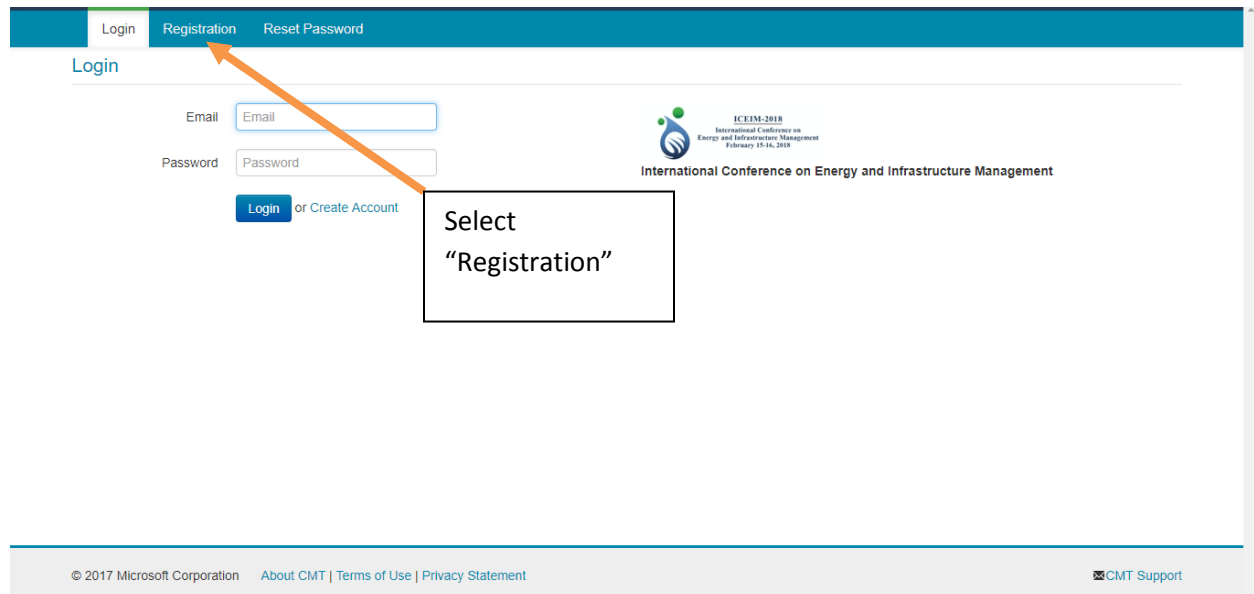 Login Registration Reset Password
Login
Email Email
Password Password
Login or Create Account
ICEIM-2018
International Conference on
Energy and Infrastructure Management
February 15-16, 2018
International Conference on Energy and Infrastructure Management
Select
“Registration”
© 2017 Microsoft Corporation About CMT | Terms of Use | Privacy Statement CMT Support